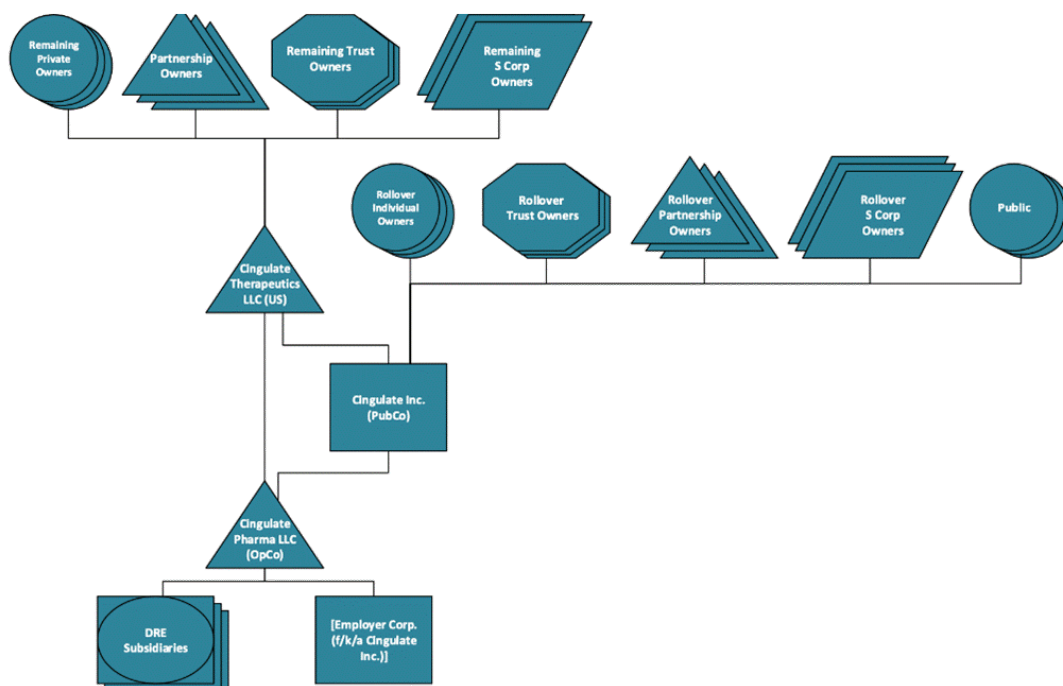 Remaining
Private
Owners
Partnership
Owners
Remaining Trust
Owners
Remaining
S Corp
Owners
Rollover
Individual
Owners
Rollover
Trust Owners
Rollover
Partnership
Owners
Rollover
S Corp
Owners
Public
Cingulate
Therapeutics
LLC (US)
Cingulate Inc.
(PubCo)
Cingulate
Pharma LLC
(OpCo)
DRE
Subsidiaries
[Employer Corp.
(f/k/a Cingulate
Inc.)]